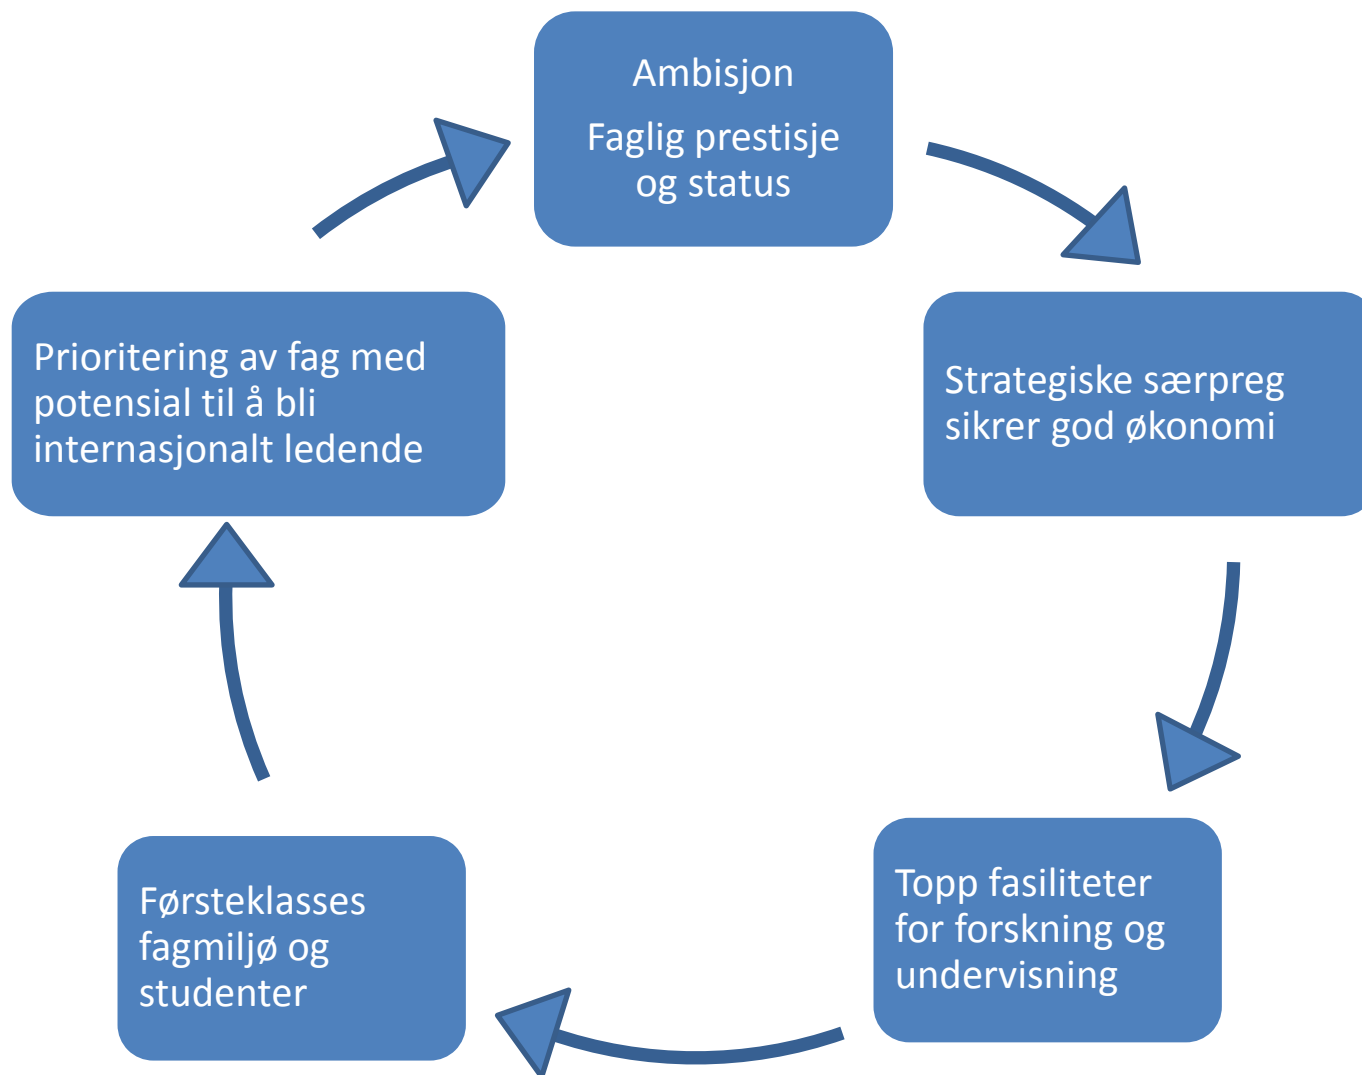 Ambisjon
Faglig prestisje
og status
Strategiske særpreg
sikrer god økonomi
Topp fasiliteter
for forskning og
undervisning
Førsteklasses
fagmiljø og
studenter
Prioritering av fag med
potensial til å bli
internasjonalt ledende